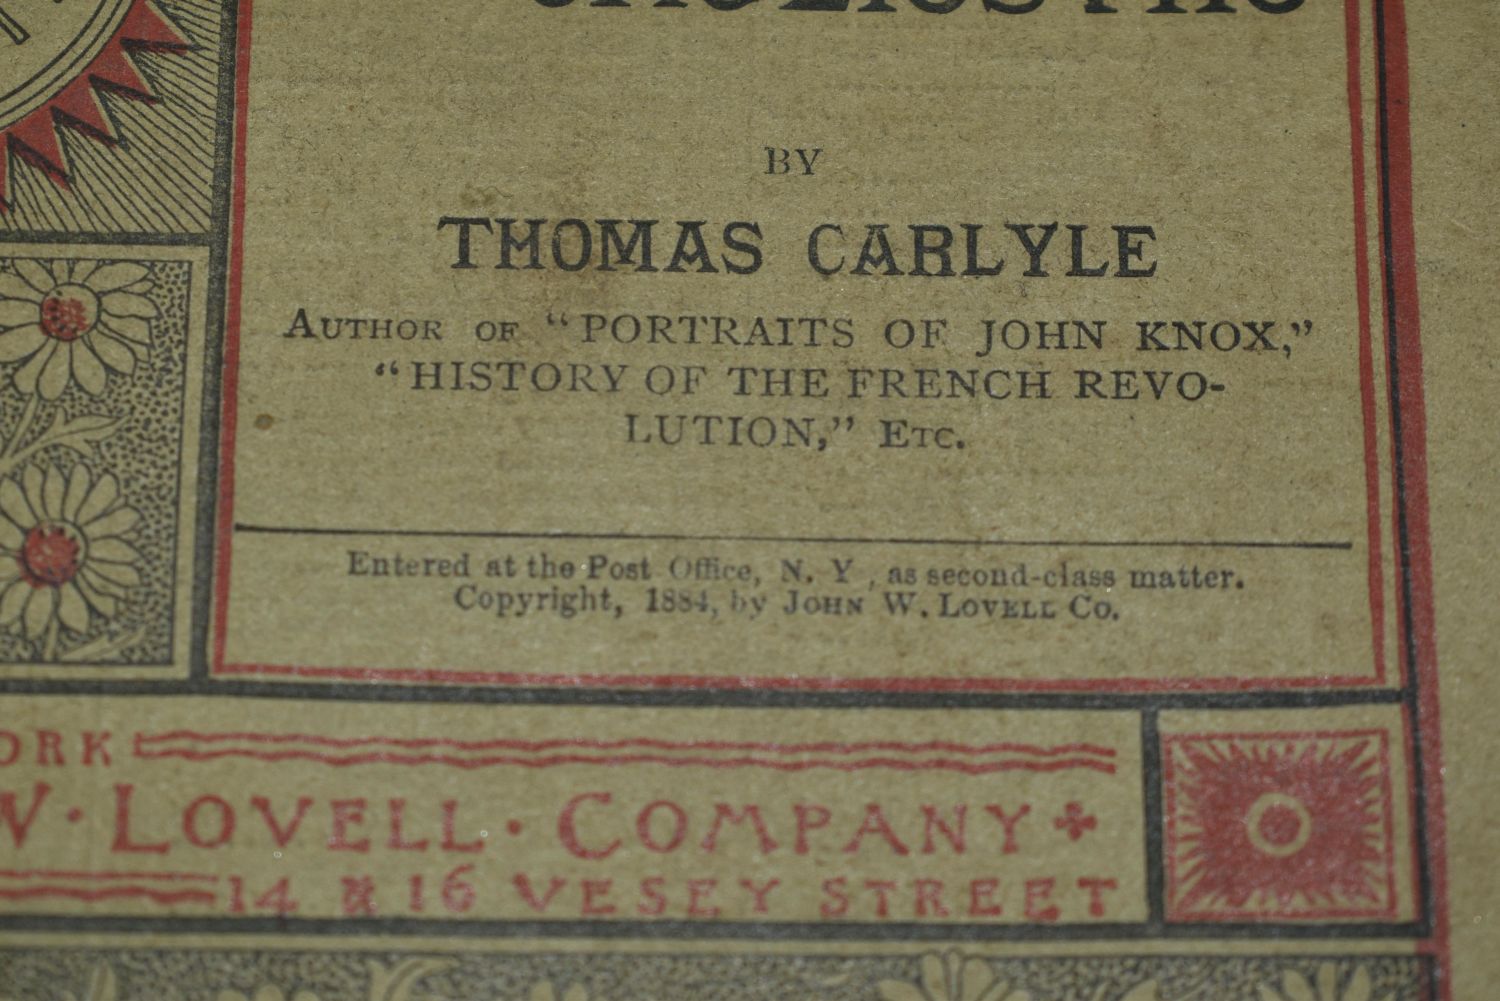 BY
THOMAS CARLYLE
AUTHOR OF "PORTRAITS OF JOHN KNOX,"
"HISTORY OF THE FRENCH REVO-
LUTION," ETC.
Entered at the Post Office, N. Y, as second-class matter.
Copyright, 1884, by JOHN W. LOVELL CO.
ORK
W · LOVELL · COMPANY
14 & 16 VESEY STREET